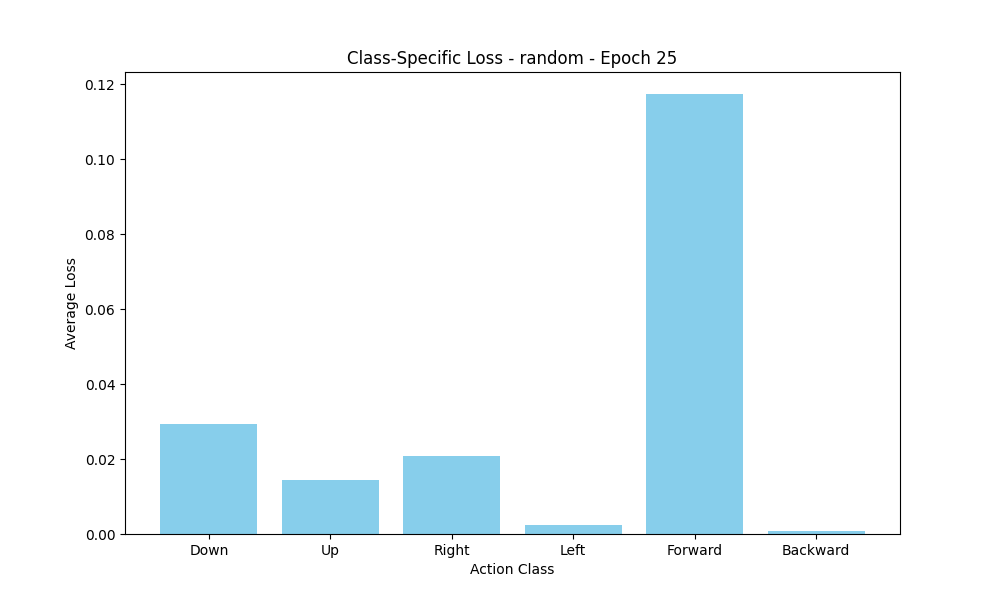 Class-Specific Loss - random - Epoch 25
0.12
0.10
0.08
0.06
0.04
0.02
0.00
Average Loss
Down Up Right Left Forward Backward
Action Class